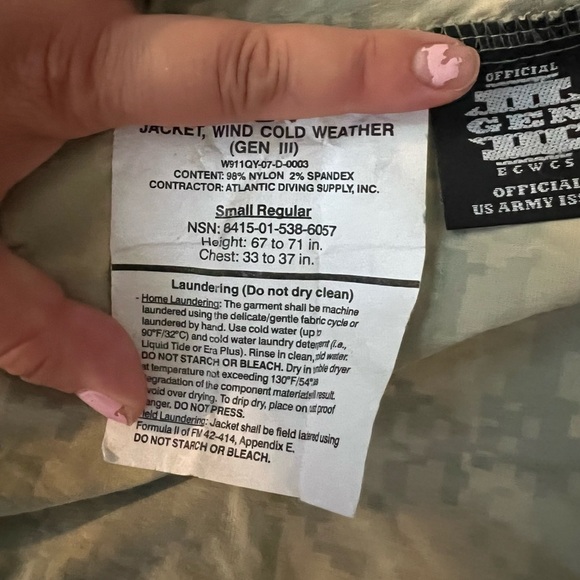 JACKET, WIND COLD WEATHER
(GEN III)
W911QY-07-D-0003
CONTENT: 98% NYLON 2% SPANDEX
CONTRACTOR: ATLANTIC DIVING SUPPLY, INC.
Small Regular
NSN: 8415-01-538-6057
Height: 67 to 71 in.
Chest: 33 to 37 in.
Laundering (Do not dry clean)
- Home Laundering: The garment shall be machine
laundered using the delicate/gentle fabric cycle or
laundered by hand. Use cold water (up to
90°F/32°C) and cold water laundry detergent (i.e.,
Liquid Tide or Era Plus). Rinse in clean, cold water.
DO NOT STARCH OR BLEACH. Dry in dryer
at temperature not exceeding 130°F/54°
degradation of the component materials result.
avoid over drying. To drip dry, place on proof
hanger. DO NOT PRESS.
Field Laundering: Jacket shall be field laundered using
Formula II of FM 42-414, Appendix E.
DO NOT STARCH OR BLEACH.
OFFICIAL
III
GEN
III
ECWCS
OFFICIAL
US ARMY ISS